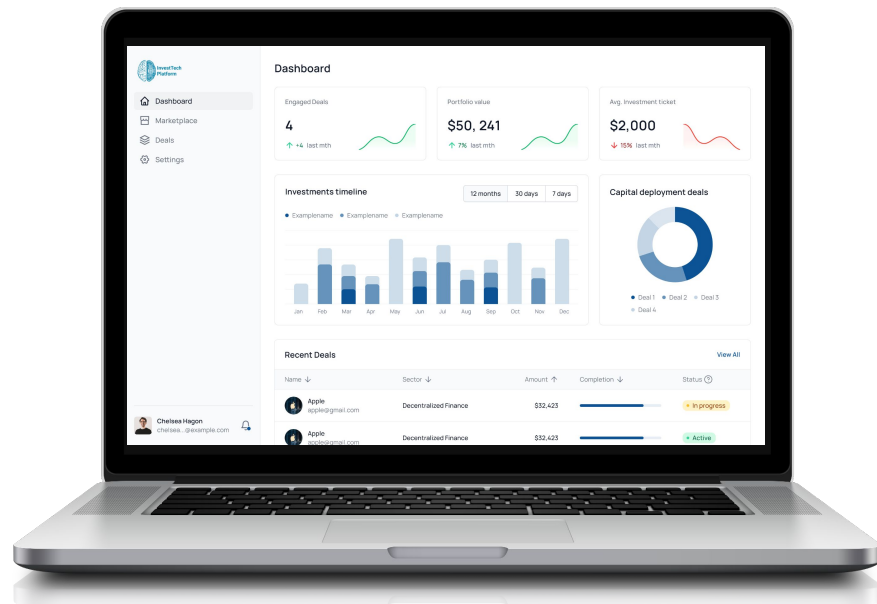 InvestTech
Platform
Dashboard
Marketplace
Deals
Settings
Chelsea Hagon
chelsea...@example.com
Dashboard
Engaged Deals
4
+4 last mth
Portfolio value
$50, 241
7% last mth
Avg. Investment ticket
$2,000
15% last mth
Investments timeline
12 months 30 days 7 days
Examplename Examplename Examplename
Jan Feb Mar Apr May Jun Jul Aug Sep Oct Nov Dec
Capital deployment deals
Deal 1 Deal 2 Deal 3
Deal 4
Recent Deals View All
Name Sector Amount Completion Status
Apple
apple@gmail.com
Decentralized Finance $32,423 In progress
Apple
apple@gmail.com
Decentralized Finance $32,423 Active